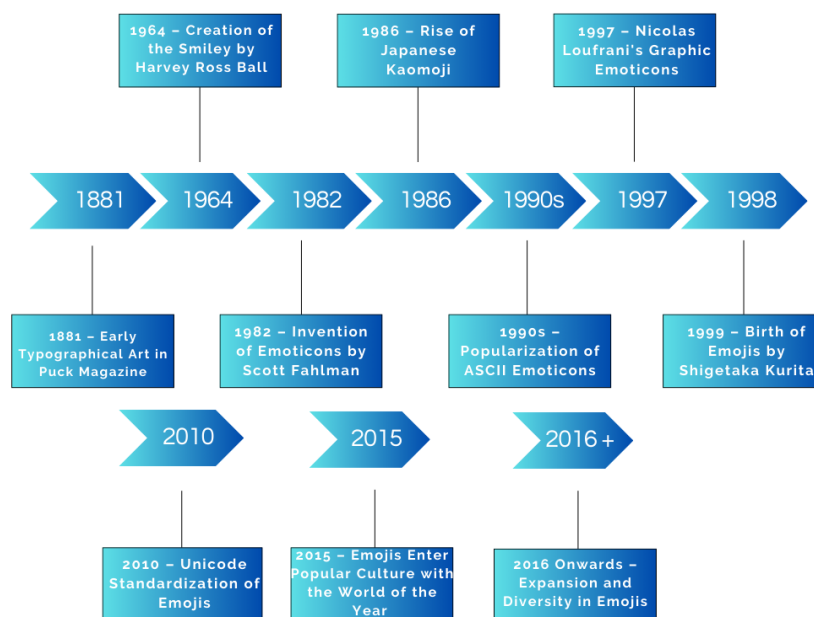 1964 – Creation of
the Smiley by
Harvey Ross Ball
1986 – Rise of
Japanese
Kaomoji
1997 – Nicolas
Loufrani's Graphic
Emoticons
1881
1964
1982
1986
1990s
1997
1998
1881 – Early
Typographical Art in
Puck Magazine
1982 – Invention
of Emoticons by
Scott Fahlman
1990s –
Popularization of
ASCII Emoticons
1999 – Birth of
Emojis by
Shigetaka Kurita
2010
2015
2016 +
2010 – Unicode
Standardization of
Emojis
2015 – Emojis Enter
Popular Culture with
the World of the
Year
2016 Onwards –
Expansion and
Diversity in Emojis